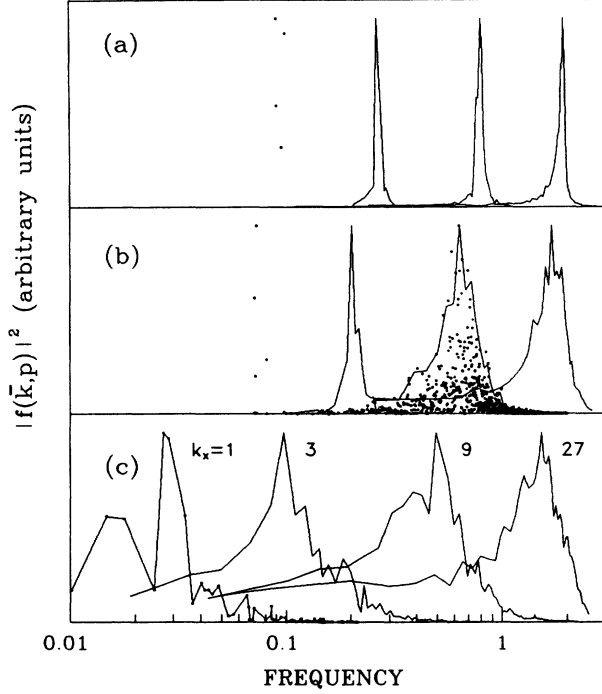 (a)
(b)
(c)
k_x=1
3
9
27
|f(k̄,p)|² (arbitrary units)
0.01
0.1
1
FREQUENCY